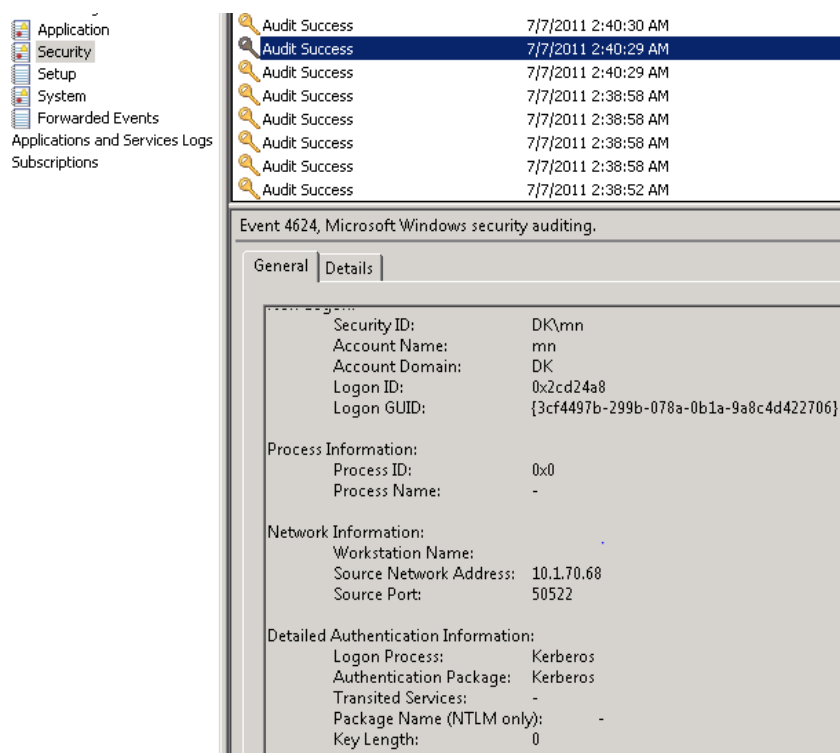 Application
Security
Setup
System
Forwarded Events
Applications and Services Logs
Subscriptions
Audit Success 7/7/2011 2:40:30 AM
Audit Success 7/7/2011 2:40:29 AM
Audit Success 7/7/2011 2:40:29 AM
Audit Success 7/7/2011 2:38:58 AM
Audit Success 7/7/2011 2:38:58 AM
Audit Success 7/7/2011 2:38:58 AM
Audit Success 7/7/2011 2:38:58 AM
Audit Success 7/7/2011 2:38:52 AM
Event 4624, Microsoft Windows security auditing.
General Details
Security ID: DK\mn
Account Name: mn
Account Domain: DK
Logon ID: 0x2cd24a8
Logon GUID: {3cf4497b-299b-078a-0b1a-9a8c4d422706}
Process Information:
Process ID: 0x0
Process Name: -
Network Information:
Workstation Name:
Source Network Address: 10.1.70.68
Source Port: 50522
Detailed Authentication Information:
Logon Process: Kerberos
Authentication Package: Kerberos
Transited Services: -
Package Name (NTLM only): -
Key Length: 0